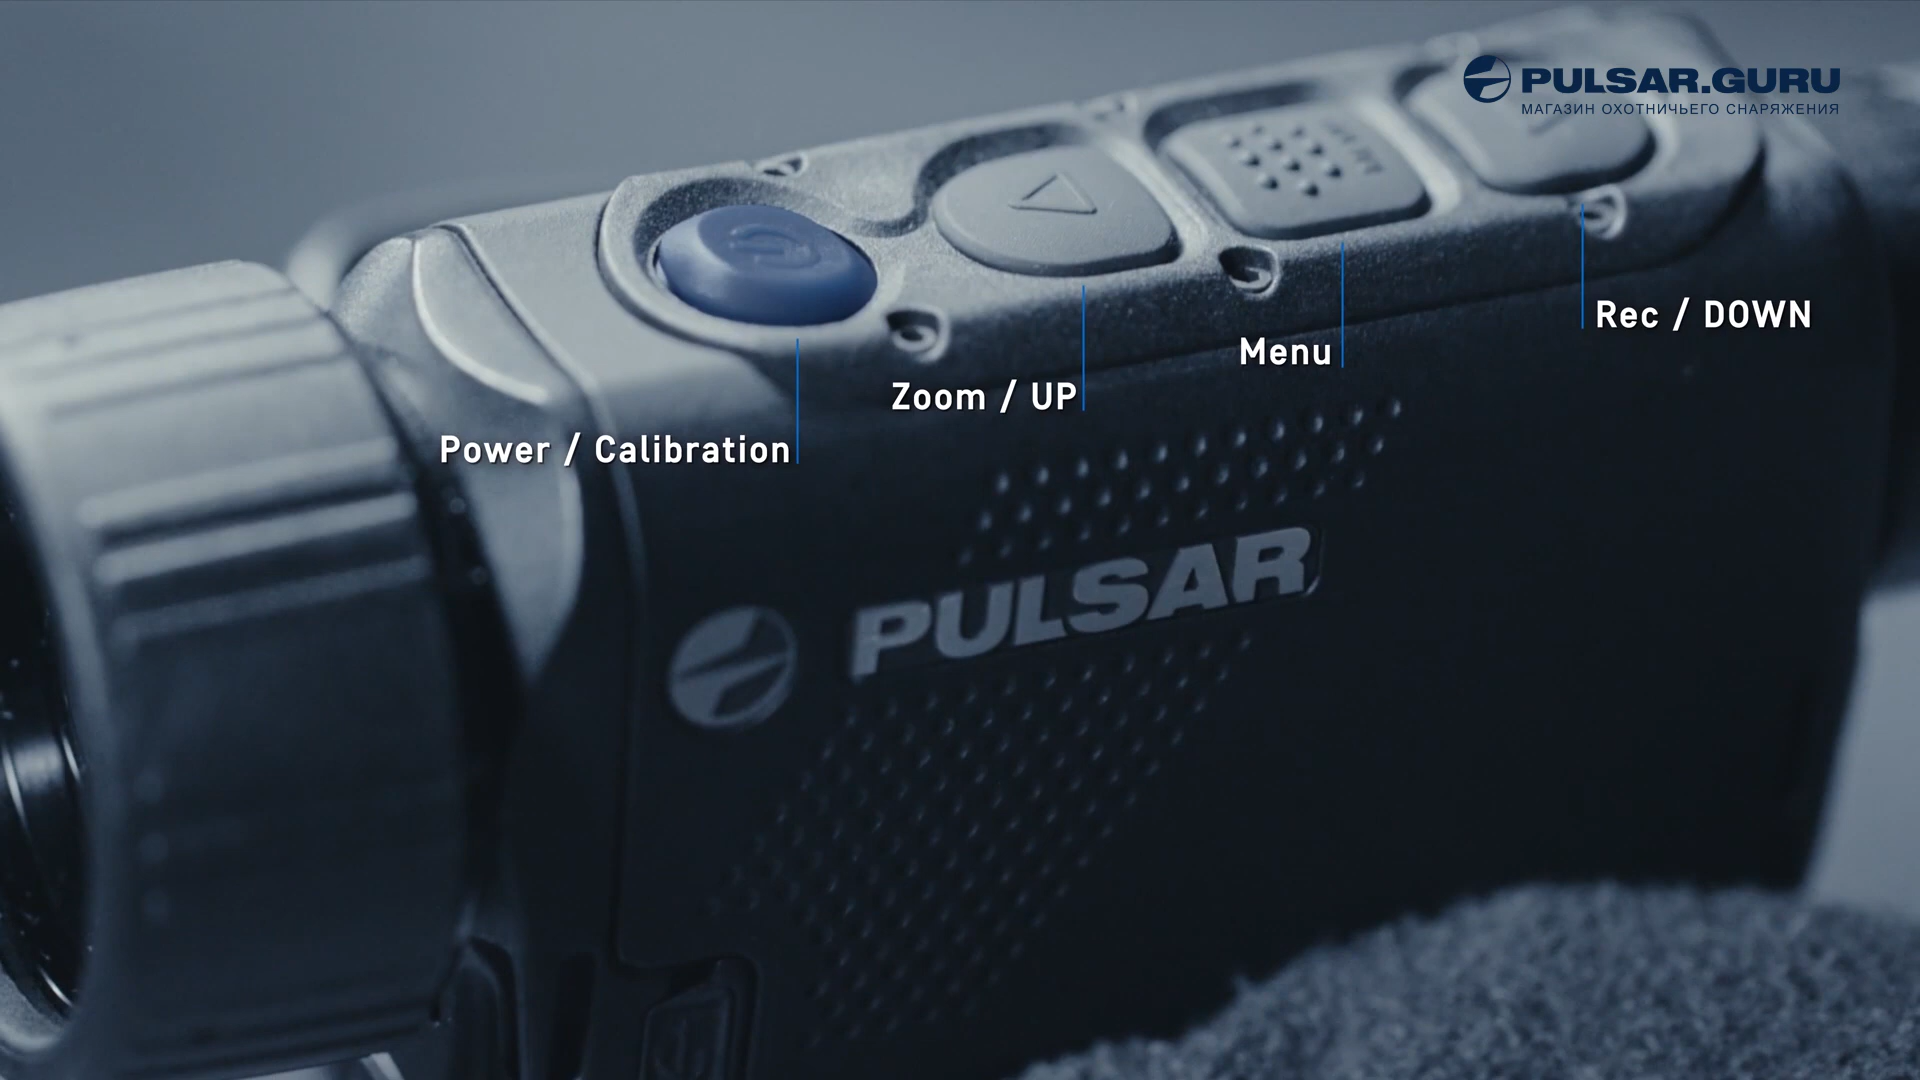 PULSAR.GURU
МАГАЗИН ОХОТНИЧЬЕГО СНАРЯЖЕНИЯ
Rec / DOWN
Menu
Zoom / UP
Power / Calibration
PULSAR